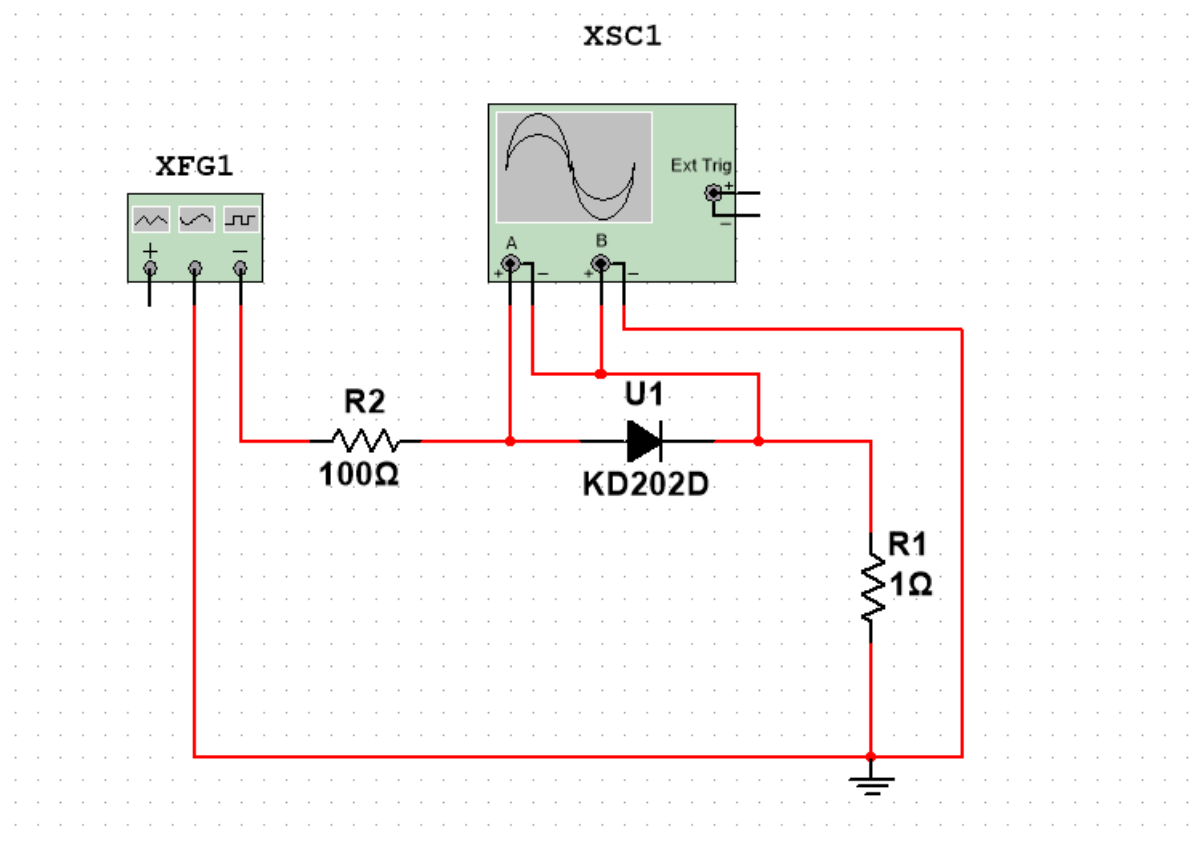 XSC1
XFG1
Ext Trig
+
−
+
−
A
B
+
−
+
−
R2
100Ω
U1
KD202D
R1
1Ω